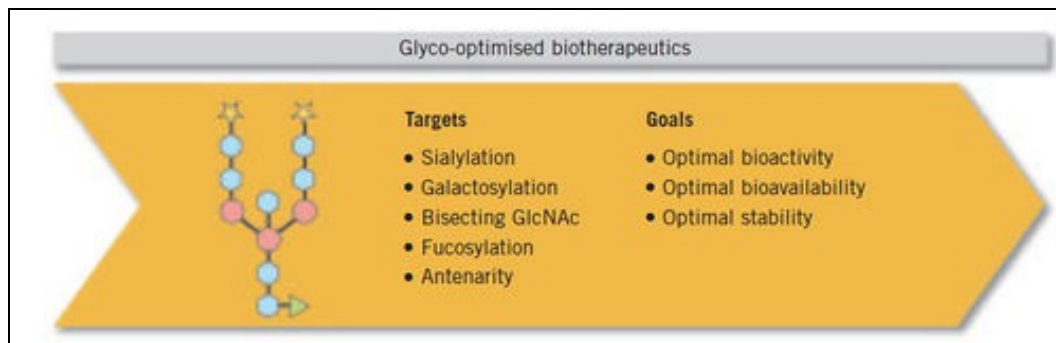 Glyco-optimised biotherapeutics
Targets
• Sialylation
• Galactosylation
• Bisecting GlcNAc
• Fucosylation
• Antenarity
Goals
• Optimal bioactivity
• Optimal bioavailability
• Optimal stability